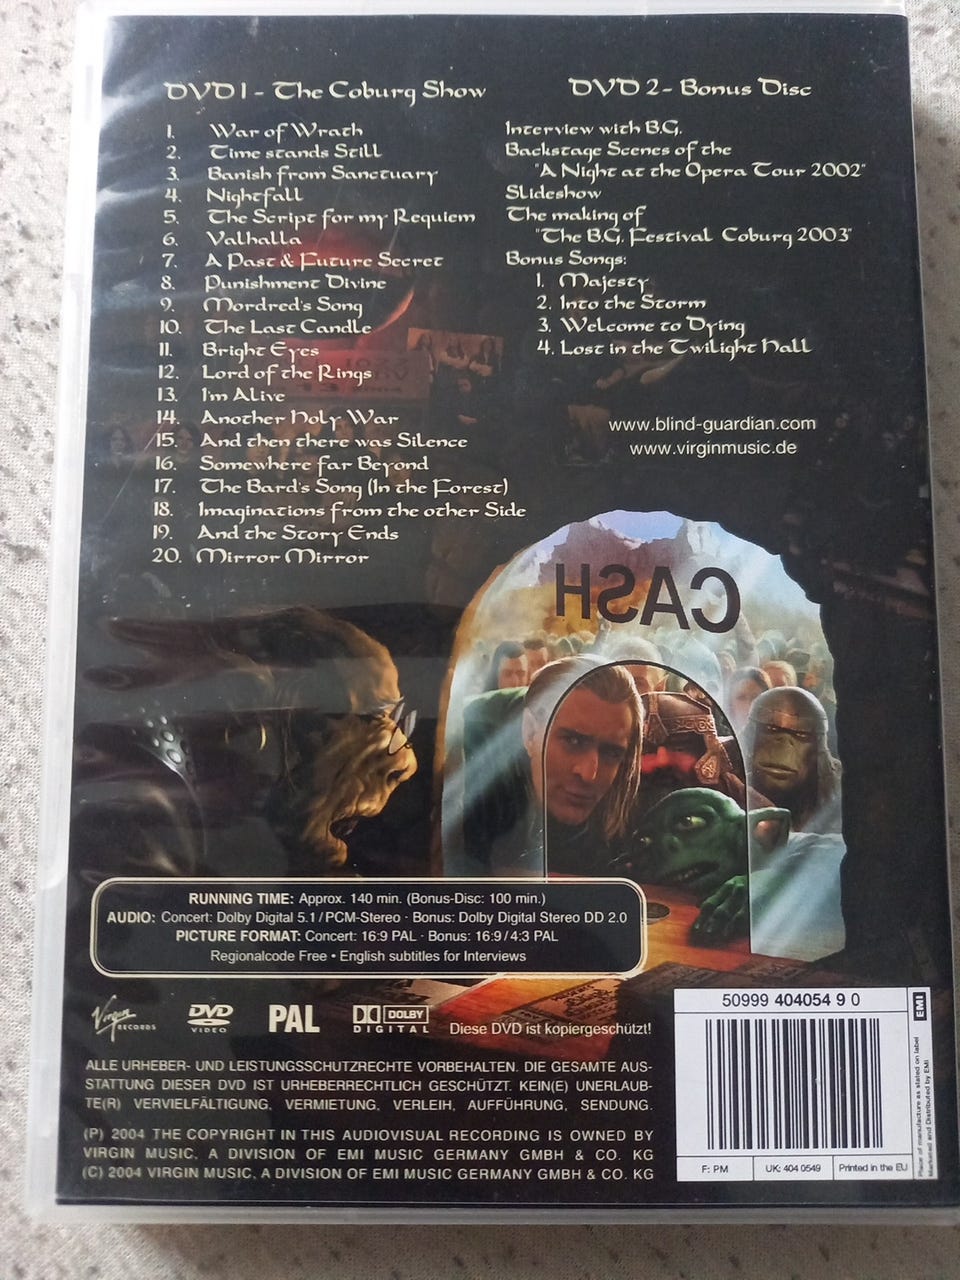 DVD 1 - The Coburg Show
1. War of Wrath
2. Time stands Still
3. Banish from Sanctuary
4. Nightfall
5. The Script for my Requiem
6. Valhalla
7. A Past & Future Secret
8. Punishment Divine
9. Mordred's Song
10. The Last Candle
11. Bright Eyes
12. Lord of the Rings
13. I'm Alive
14. Another Holy War
15. And then there was Silence
16. Somewhere far Beyond
17. The Bard's Song (In the Forest)
18. Imaginations from the other Side
19. And the Story Ends
20. Mirror Mirror
DVD 2 - Bonus Disc
Interview with B.G.
Backstage Scenes of the
"A Night at the Opera Tour 2002"
Slideshow
The making of
"The B.G. Festival Coburg 2003"
Bonus Songs:
1. Majesty
2. Into the Storm
3. Welcome to Dying
4. Lost in the Twilight Hall
www.blind-guardian.com
www.virginmusic.de
CASH
RUNNING TIME: Approx. 140 min. (Bonus-Disc: 100 min.)
AUDIO: Concert: Dolby Digital 5.1 / PCM-Stereo · Bonus: Dolby Digital Stereo DD 2.0
PICTURE FORMAT: Concert: 16:9 PAL · Bonus: 16:9 / 4:3 PAL
Regionalcode Free • English subtitles for Interviews
Virgin RECORDS
DVD VIDEO
PAL
DOLBY DIGITAL
Diese DVD ist kopiergeschützt!
ALLE URHEBER- UND LEISTUNGSSCHUTZRECHTE VORBEHALTEN. DIE GESAMTE AUS-
STATTUNG DIESER DVD IST URHEBERRECHTLICH GESCHÜTZT. KEIN(E) UNERLAUB-
TE(R) VERVIELFÄLTIGUNG, VERMIETUNG, VERLEIH, AUFFÜHRUNG, SENDUNG.
(P) 2004 THE COPYRIGHT IN THIS AUDIOVISUAL RECORDING IS OWNED BY
VIRGIN MUSIC, A DIVISION OF EMI MUSIC GERMANY GMBH & CO. KG
(C) 2004 VIRGIN MUSIC, A DIVISION OF EMI MUSIC GERMANY GMBH & CO. KG
50999 404054 9 0
F: PM
UK: 404 0549
Printed in the EU
EMI
Place of manufacture as stated on label
Marketed and Distributed by EMI